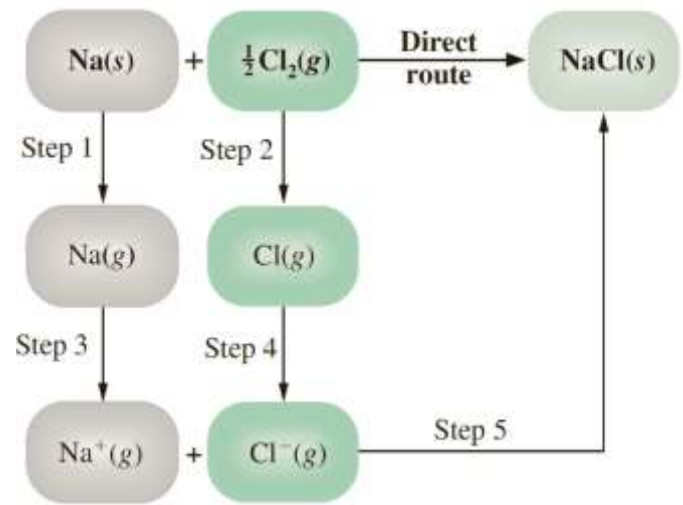 Na(s) + ½Cl₂(g) Direct route NaCl(s)
Step 1 Step 2
Na(g) Cl(g)
Step 3 Step 4
Na⁺(g) + Cl⁻(g) Step 5